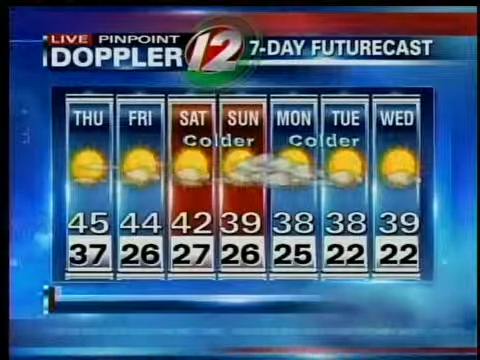 LIVE PINPOINT
DOPPLER 12 7-DAY FUTURECAST
THU FRI SAT SUN MON TUE WED
Colder Colder
45 44 42 39 38 38 39
37 26 27 26 25 22 22